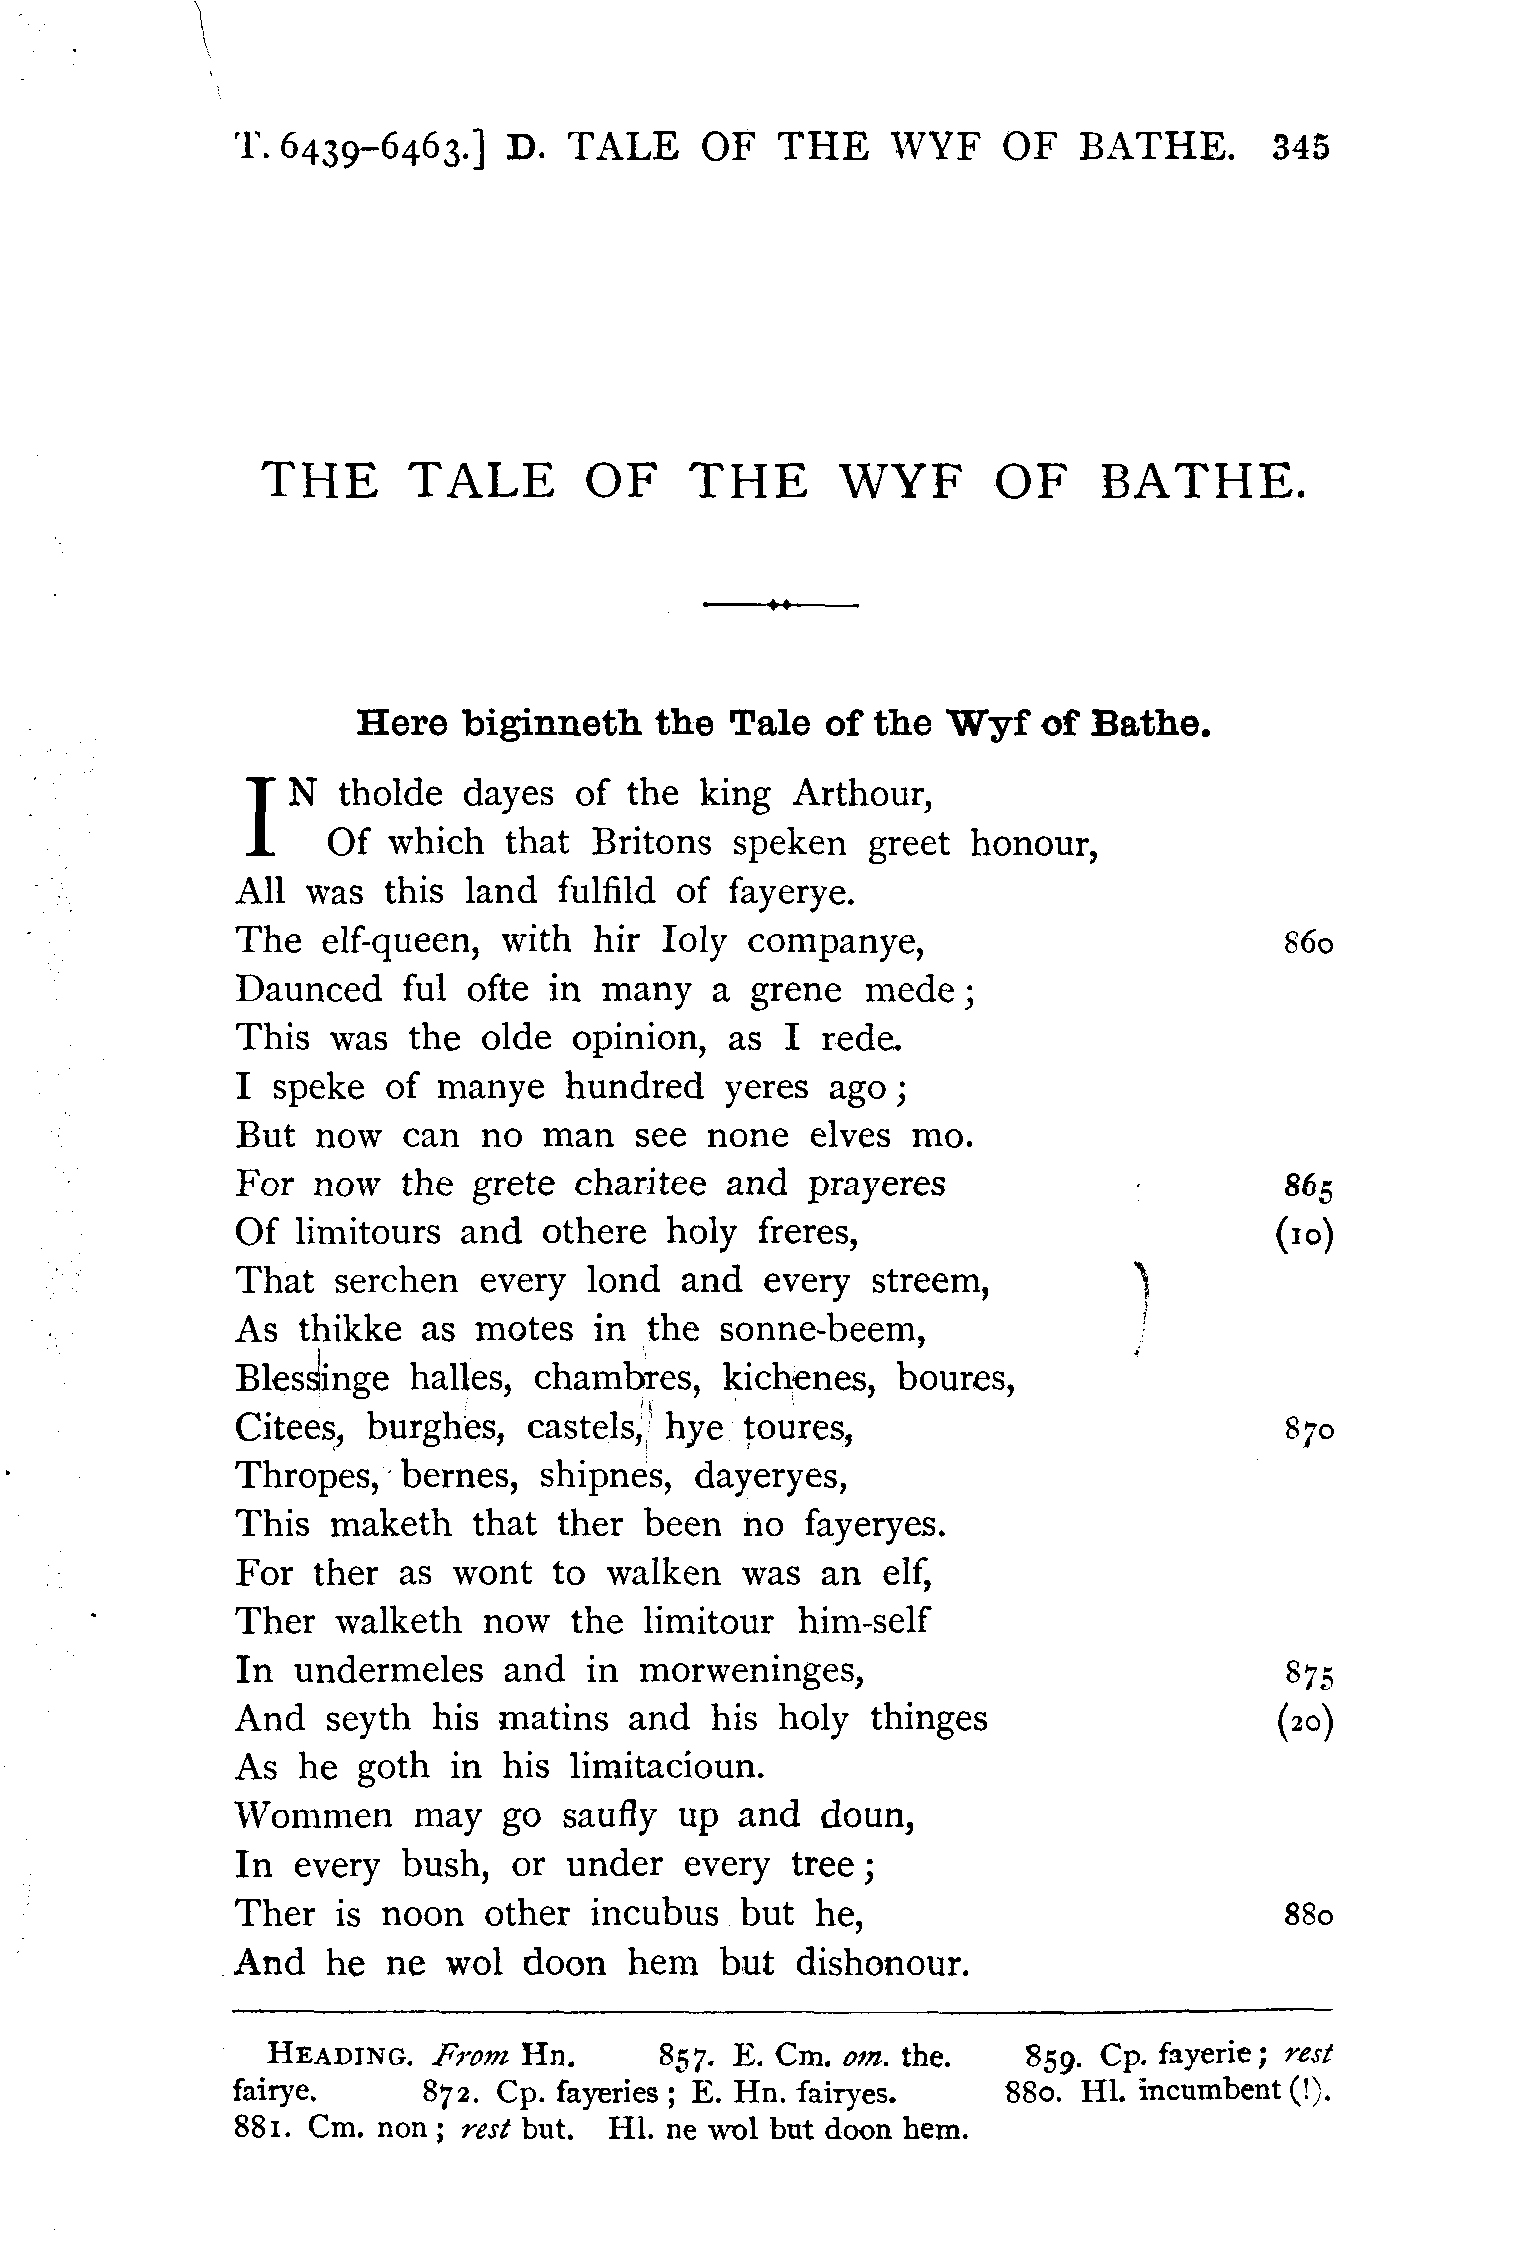 T. 6439–6463.] D. TALE OF THE WYF OF BATHE. 345
THE TALE OF THE WYF OF BATHE.
Here biginneth the Tale of the Wyf of Bathe.
IN tholde dayes of the king Arthour,
Of which that Britons speken greet honour,
All was this land fulfild of fayerye.
The elf-queen, with hir Ioly companye, 860
Daunced ful ofte in many a grene mede;
This was the olde opinion, as I rede.
I speke of manye hundred yeres ago;
But now can no man see none elves mo.
For now the grete charitee and prayeres 865
Of limitours and othere holy freres, (10)
That serchen every lond and every streem,
As thikke as motes in the sonne-beem,
Blessinge halles, chambres, kichenes, boures,
Citees, burghes, castels, hye toures, 870
Thropes, bernes, shipnes, dayeryes,
This maketh that ther been no fayeryes.
For ther as wont to walken was an elf,
Ther walketh now the limitour him-self
In undermeles and in morweninges, 875
And seyth his matins and his holy thinges (20)
As he goth in his limitacioun.
Wommen may go saufly up and doun,
In every bush, or under every tree;
Ther is noon other incubus but he, 880
And he ne wol doon hem but dishonour.
HEADING. From Hn. 857. E. Cm. om. the. 859. Cp. fayerie; rest
fairye. 872. Cp. fayeries; E. Hn. fairyes. 880. Hl. incumbent (!).
881. Cm. non; rest but. Hl. ne wol but doon hem.